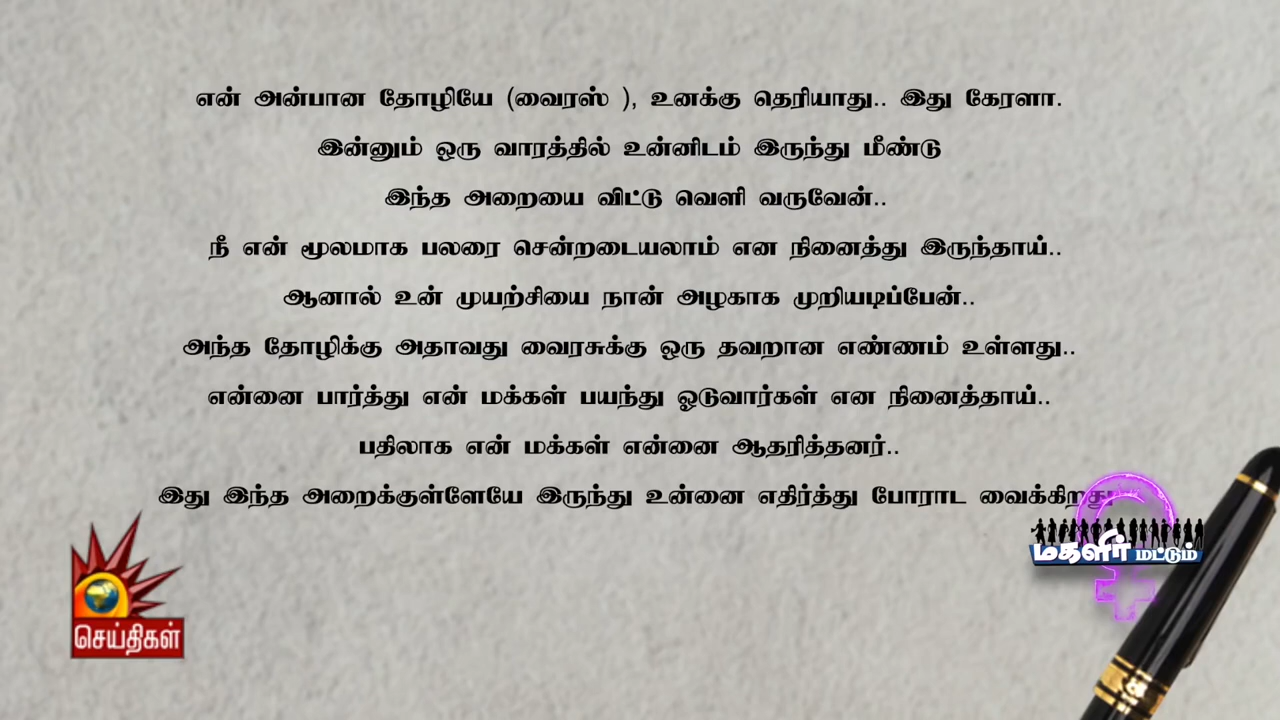 என் அன்பான தோழியே (வைரஸ் ), உனக்கு தெரியாது.. இது கேரளா.
இன்னும் ஒரு வாரத்தில் உன்னிடம் இருந்து மீண்டு
இந்த அறையை விட்டு வெளி வருவேன்..
நீ என் மூலமாக பலரை சென்றடையலாம் என நினைத்து இருந்தாய்..
ஆனால் உன் முயற்சியை நான் அழகாக முறியடிப்பேன்..
அந்த தோழிக்கு அதாவது வைரசுக்கு ஒரு தவறான எண்ணம் உள்ளது..
என்னை பார்த்து என் மக்கள் பயந்து ஓடுவார்கள் என நினைத்தாய்..
பதிலாக என் மக்கள் என்னை ஆதரித்தனர்..
இது இந்த அறைக்குள்ளேயே இருந்து உன்னை எதிர்த்து போராட வைக்கிறது
மகளிர் மட்டும்
செய்திகள்